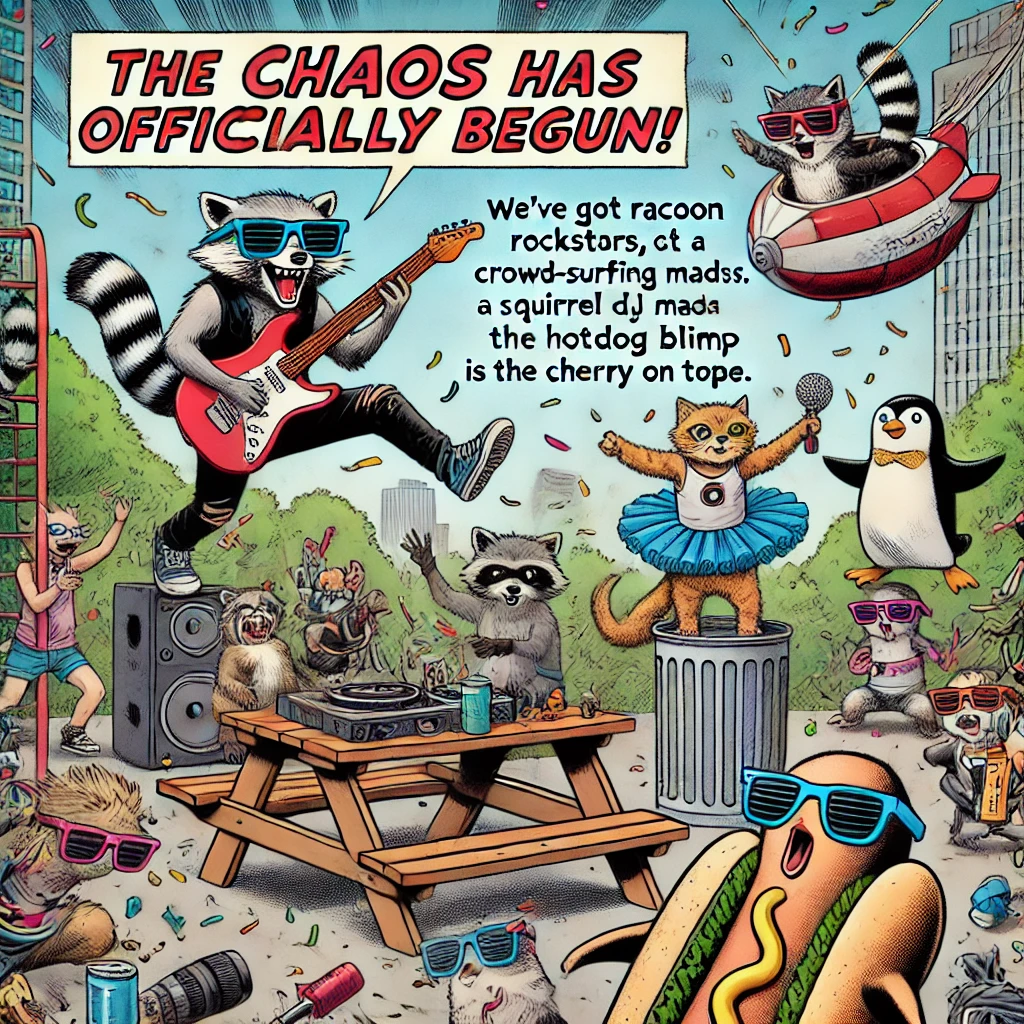 THE CHAOS HAS
OFFICIALLY BEGUN!
We've got racoon
rockstors, ct a
crowd-surfing madss.
a squirrel dJ mada
the hotdog blimp
is the cherry on tope.